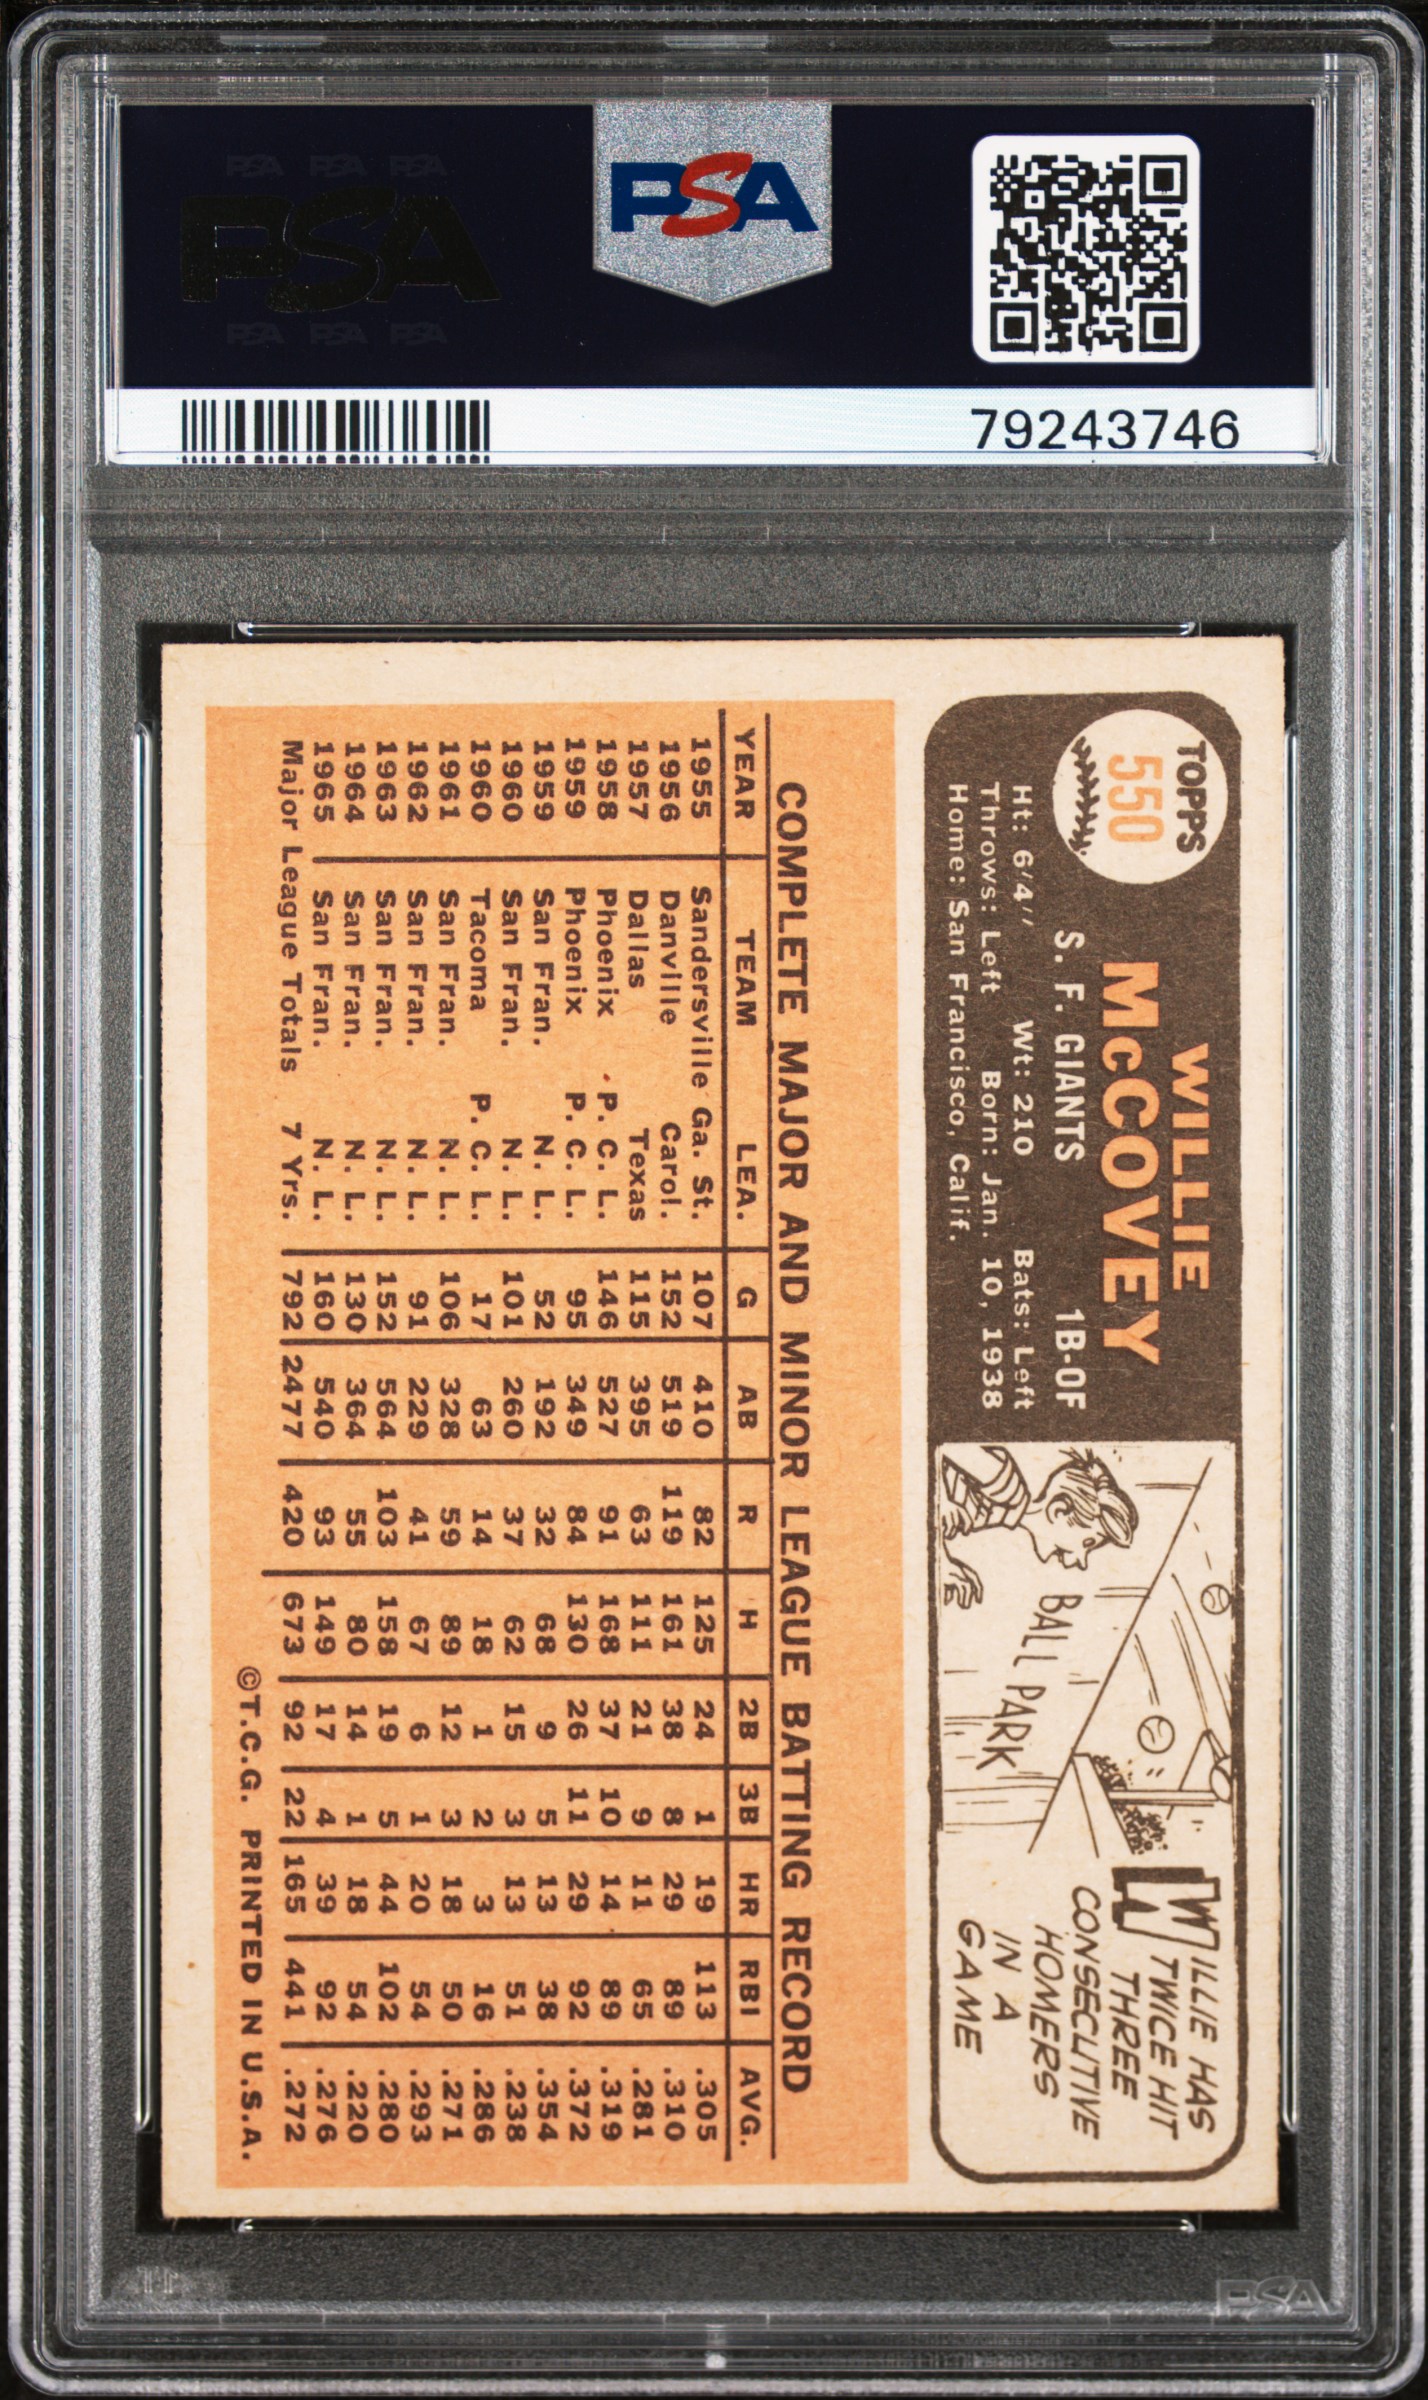 PSA PSA PSA
PSA
PSA PSA PSA
PSA
79243746
TOPPS
550
WILLIE
McCOVEY
S. F. GIANTS 1B-OF
Ht: 6'4" Wt: 210 Bats: Left
Throws: Left Born: Jan. 10, 1938
Home: San Francisco, Calif.
BALL PARK
WILLIE HAS
TWICE HIT
THREE
CONSECUTIVE
HOMERS
IN A
GAME
COMPLETE MAJOR AND MINOR LEAGUE BATTING RECORD
YEAR TEAM LEA. G AB R H 2B 3B HR RBI AVG.
1955 Sandersville Ga. St. 107 410 82 125 24 1 19 113 .305
1956 Danville Carol. 152 519 119 161 38 8 29 89 .310
1957 Dallas Texas 115 395 63 111 21 9 11 65 .281
1958 Phoenix P. C. L. 146 527 91 168 37 10 14 89 .319
1959 Phoenix P. C. L. 95 349 84 130 26 11 29 92 .372
1959 San Fran. N. L. 52 192 32 68 9 5 13 38 .354
1960 San Fran. N. L. 101 260 37 62 15 3 13 51 .238
1960 Tacoma P. C. L. 17 63 14 18 1 2 3 16 .286
1961 San Fran. N. L. 106 328 59 89 12 3 18 50 .271
1962 San Fran. N. L. 91 229 41 67 6 1 20 54 .293
1963 San Fran. N. L. 152 564 103 158 19 5 44 102 .280
1964 San Fran. N. L. 130 364 55 80 14 1 18 54 .220
1965 San Fran. N. L. 160 540 93 149 17 4 39 92 .276
Major League Totals 7 Yrs. 792 2477 420 673 92 22 165 441 .272
©T.C.G. PRINTED IN U.S.A.
PSA